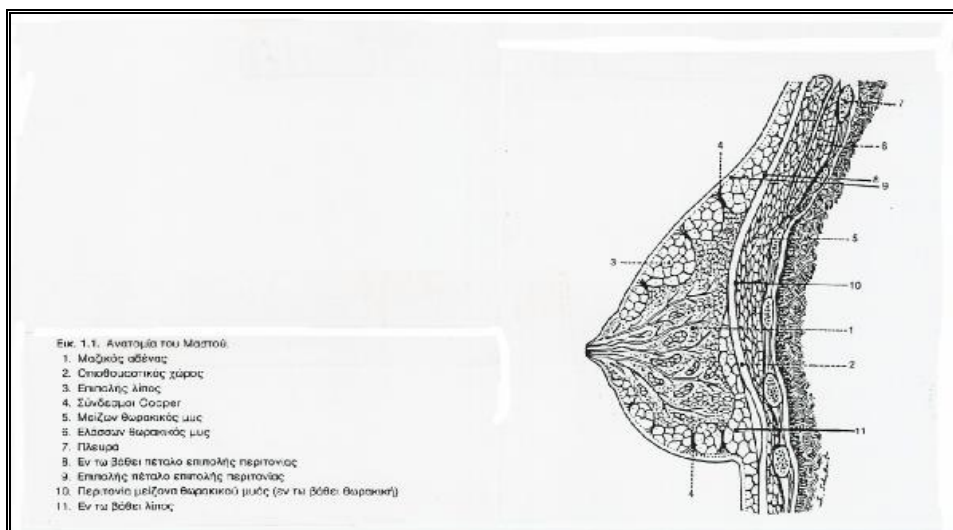 Εικ. 1.1. Ανατομία του Μαστού.
1. Μαζικός αδένας
2. Οπισθομαστικός χώρος
3. Επιπολής λίπος
4. Σύνδεσμοι Cooper
5. Μείζων θωρακικός μυς
6. Ελάσσων θωρακικός μυς
7. Πλευρά
8. Εν τω βάθει πέταλο επιπολής περιτονίας
9. Επιπολής πέταλο επιπολής περιτονίας
10. Περιτονία μείζονα θωρακικού μυός (εν τω βάθει θωρακική)
11. Εν τω βάθει λίπος
7
4
6
8
9
5
3
10
1
2
11
4